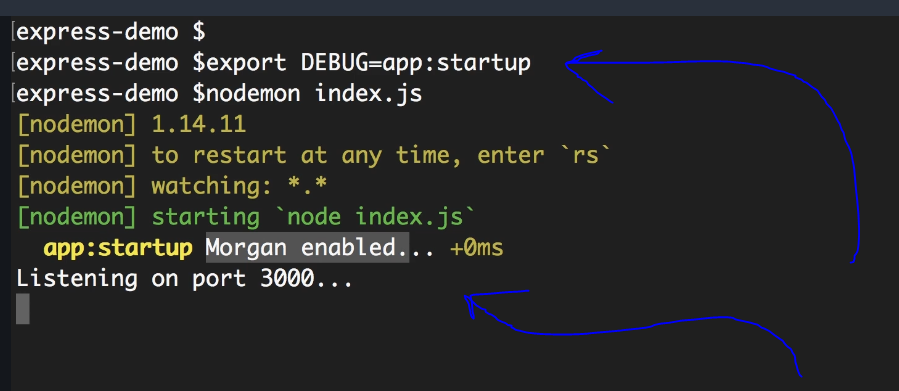 [express-demo $
[express-demo $export DEBUG=app:startup
[express-demo $nodemon index.js
[nodemon] 1.14.11
[nodemon] to restart at any time, enter `rs`
[nodemon] watching: *.*
[nodemon] starting `node index.js`
app:startup Morgan enabled... +0ms
Listening on port 3000...